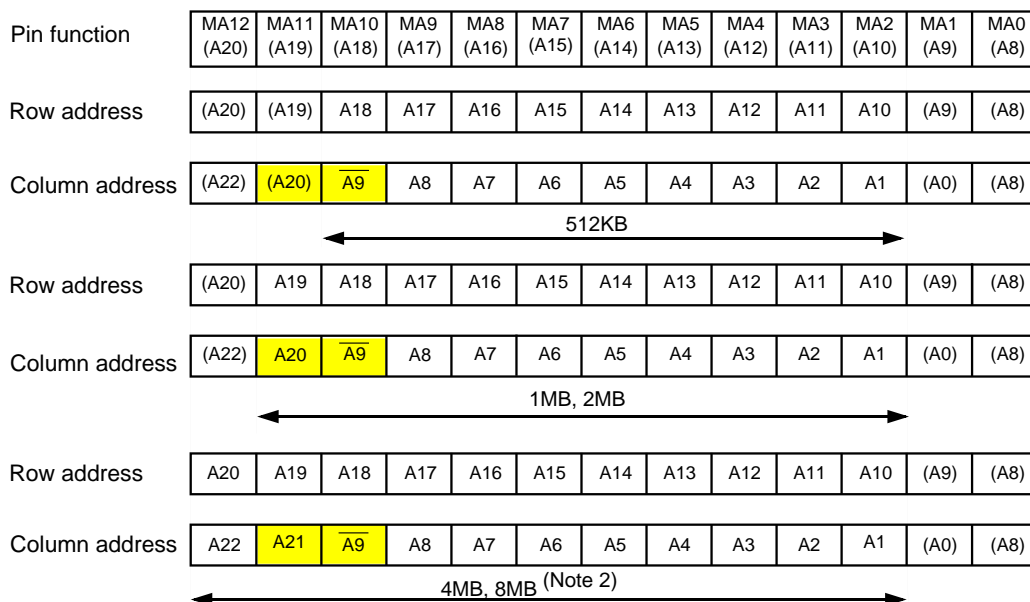 Pin function MA12 (A20) MA11 (A19) MA10 (A18) MA9 (A17) MA8 (A16) MA7 (A15) MA6 (A14) MA5 (A13) MA4 (A12) MA3 (A11) MA2 (A10) MA1 (A9) MA0 (A8)
Row address (A20) (A19) A18 A17 A16 A15 A14 A13 A12 A11 A10 (A9) (A8)
Column address (A22) (A20) A̅9̅ A8 A7 A6 A5 A4 A3 A2 A1 (A0) (A8)
512KB
Row address (A20) A19 A18 A17 A16 A15 A14 A13 A12 A11 A10 (A9) (A8)
Column address (A22) A20 A̅9̅ A8 A7 A6 A5 A4 A3 A2 A1 (A0) (A8)
1MB, 2MB
Row address A20 A19 A18 A17 A16 A15 A14 A13 A12 A11 A10 (A9) (A8)
Column address A22 A21 A̅9̅ A8 A7 A6 A5 A4 A3 A2 A1 (A0) (A8)
4MB, 8MB (Note 2)